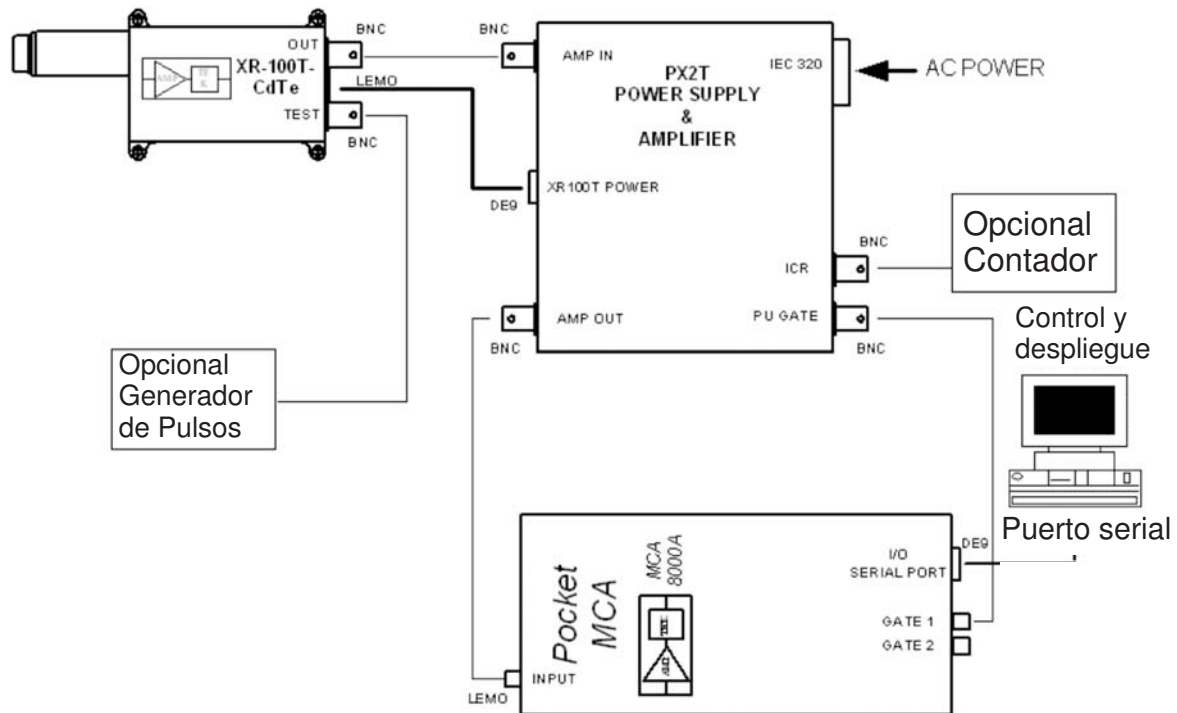 OUT
XR-100T-
CdTe
TEST
AMP
BNC
LEMO
BNC
BNC
AMP IN
PX2T
POWER SUPPLY
&
AMPLIFIER
IEC 320
AC POWER
XR100T POWER
DE9
ICR
BNC
Opcional
Contador
AMP OUT
BNC
PU GATE
BNC
Opcional
Generador
de Pulsos
Control y
despliegue
Puerto serial
Pocket
MCA
MCA
8000A
I/O
SERIAL PORT
DE9
GATE 1
GATE 2
INPUT
LEMO